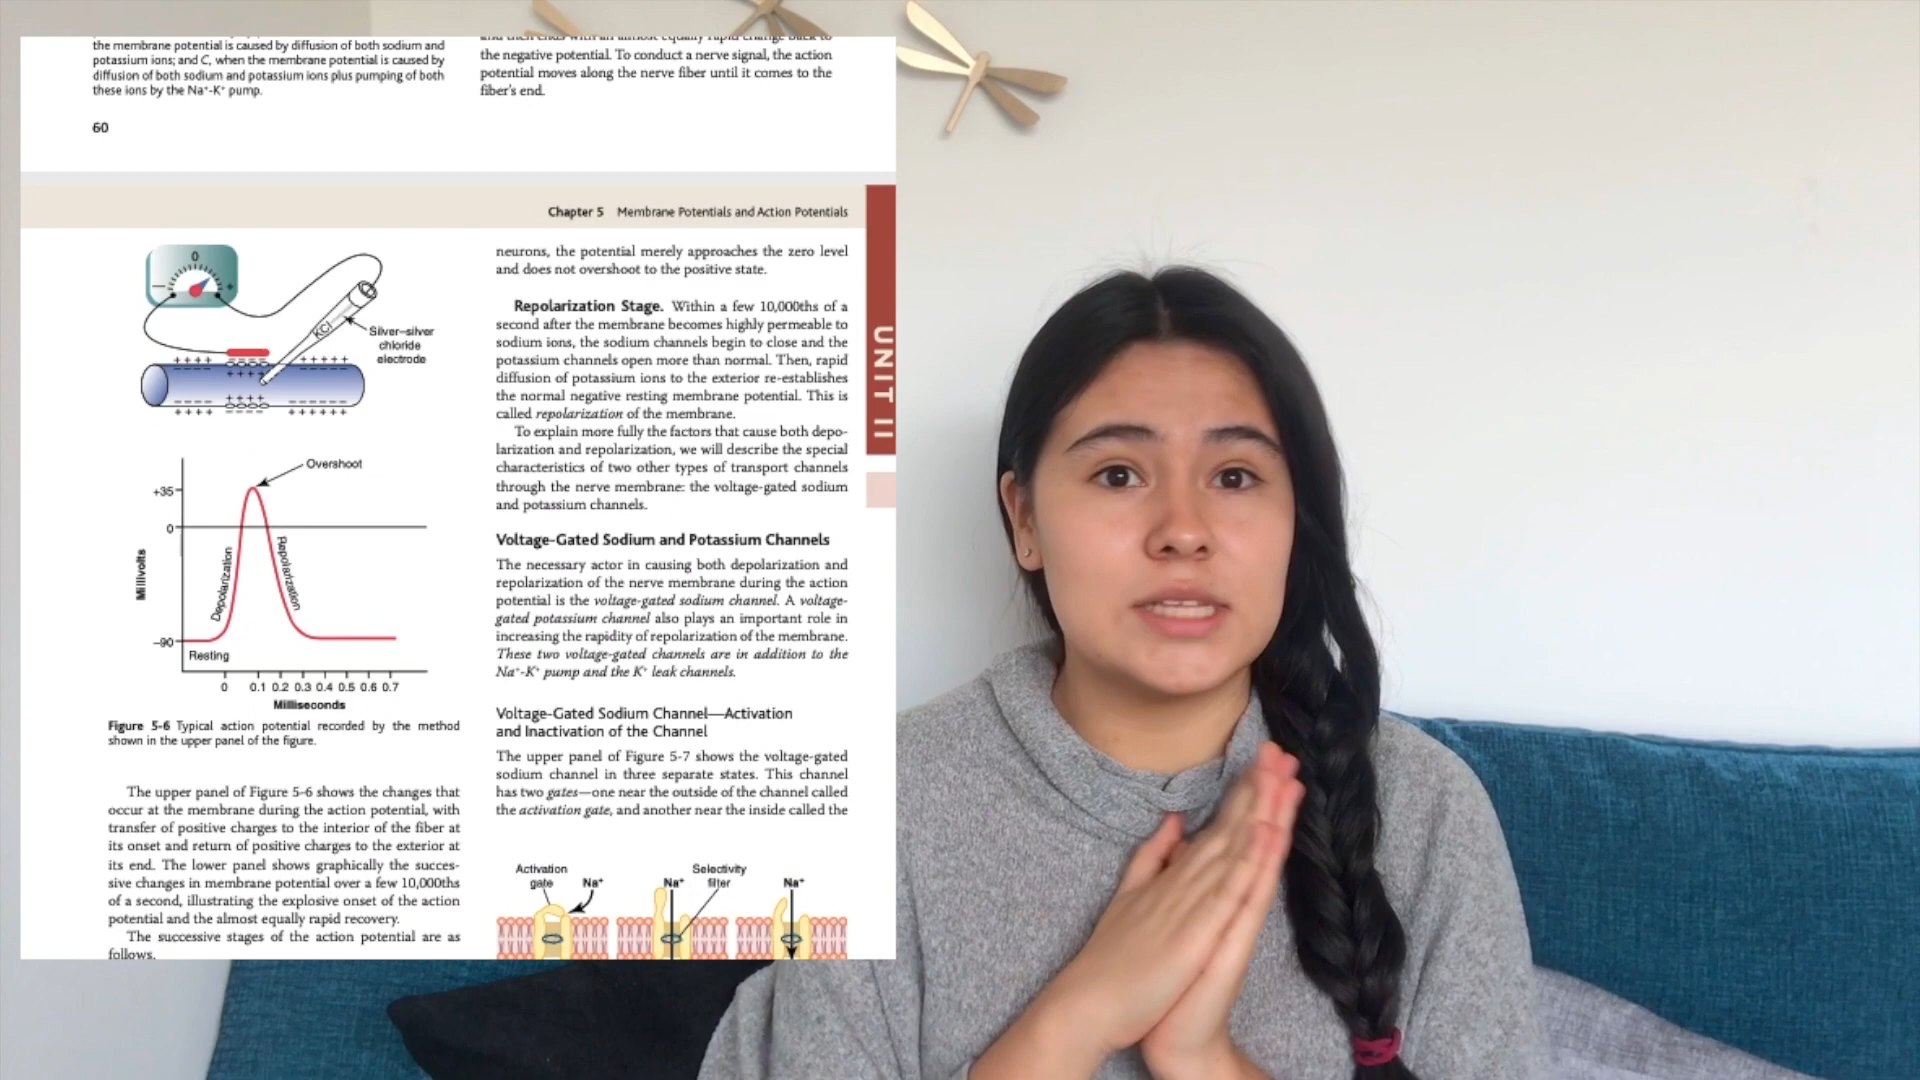 the membrane potential is caused by diffusion of both sodium and
potassium ions; and C, when the membrane potential is caused by
diffusion of both sodium and potassium ions plus pumping of both
these ions by the Na⁺-K⁺ pump.
60
and then ends with an almost equally rapid change back to
the negative potential. To conduct a nerve signal, the action
potential moves along the nerve fiber until it comes to the
fiber's end.
Chapter 5 Membrane Potentials and Action Potentials
UNIT II
0
– +
KCl
Silver–silver
chloride
electrode
++++ ––––– +++++
–––– ++++ –––––
–––– ++++ –––––
++++ –––– +++++
Overshoot
+35
0
–90
Millivolts
Depolarization
Repolarization
Resting
0 0.1 0.2 0.3 0.4 0.5 0.6 0.7
Milliseconds
Figure 5-6 Typical action potential recorded by the method
shown in the upper panel of the figure.
The upper panel of Figure 5-6 shows the changes that
occur at the membrane during the action potential, with
transfer of positive charges to the interior of the fiber at
its onset and return of positive charges to the exterior at
its end. The lower panel shows graphically the succes-
sive changes in membrane potential over a few 10,000ths
of a second, illustrating the explosive onset of the action
potential and the almost equally rapid recovery.
The successive stages of the action potential are as
follows.
neurons, the potential merely approaches the zero level
and does not overshoot to the positive state.
Repolarization Stage. Within a few 10,000ths of a
second after the membrane becomes highly permeable to
sodium ions, the sodium channels begin to close and the
potassium channels open more than normal. Then, rapid
diffusion of potassium ions to the exterior re-establishes
the normal negative resting membrane potential. This is
called repolarization of the membrane.
To explain more fully the factors that cause both depo-
larization and repolarization, we will describe the special
characteristics of two other types of transport channels
through the nerve membrane: the voltage-gated sodium
and potassium channels.
Voltage-Gated Sodium and Potassium Channels
The necessary actor in causing both depolarization and
repolarization of the nerve membrane during the action
potential is the voltage-gated sodium channel. A voltage-
gated potassium channel also plays an important role in
increasing the rapidity of repolarization of the membrane.
These two voltage-gated channels are in addition to the
Na⁺-K⁺ pump and the K⁺ leak channels.
Voltage-Gated Sodium Channel—Activation
and Inactivation of the Channel
The upper panel of Figure 5-7 shows the voltage-gated
sodium channel in three separate states. This channel
has two gates—one near the outside of the channel called
the activation gate, and another near the inside called the
Activation
gate
Na⁺
Na⁺
Selectivity
filter
Na⁺